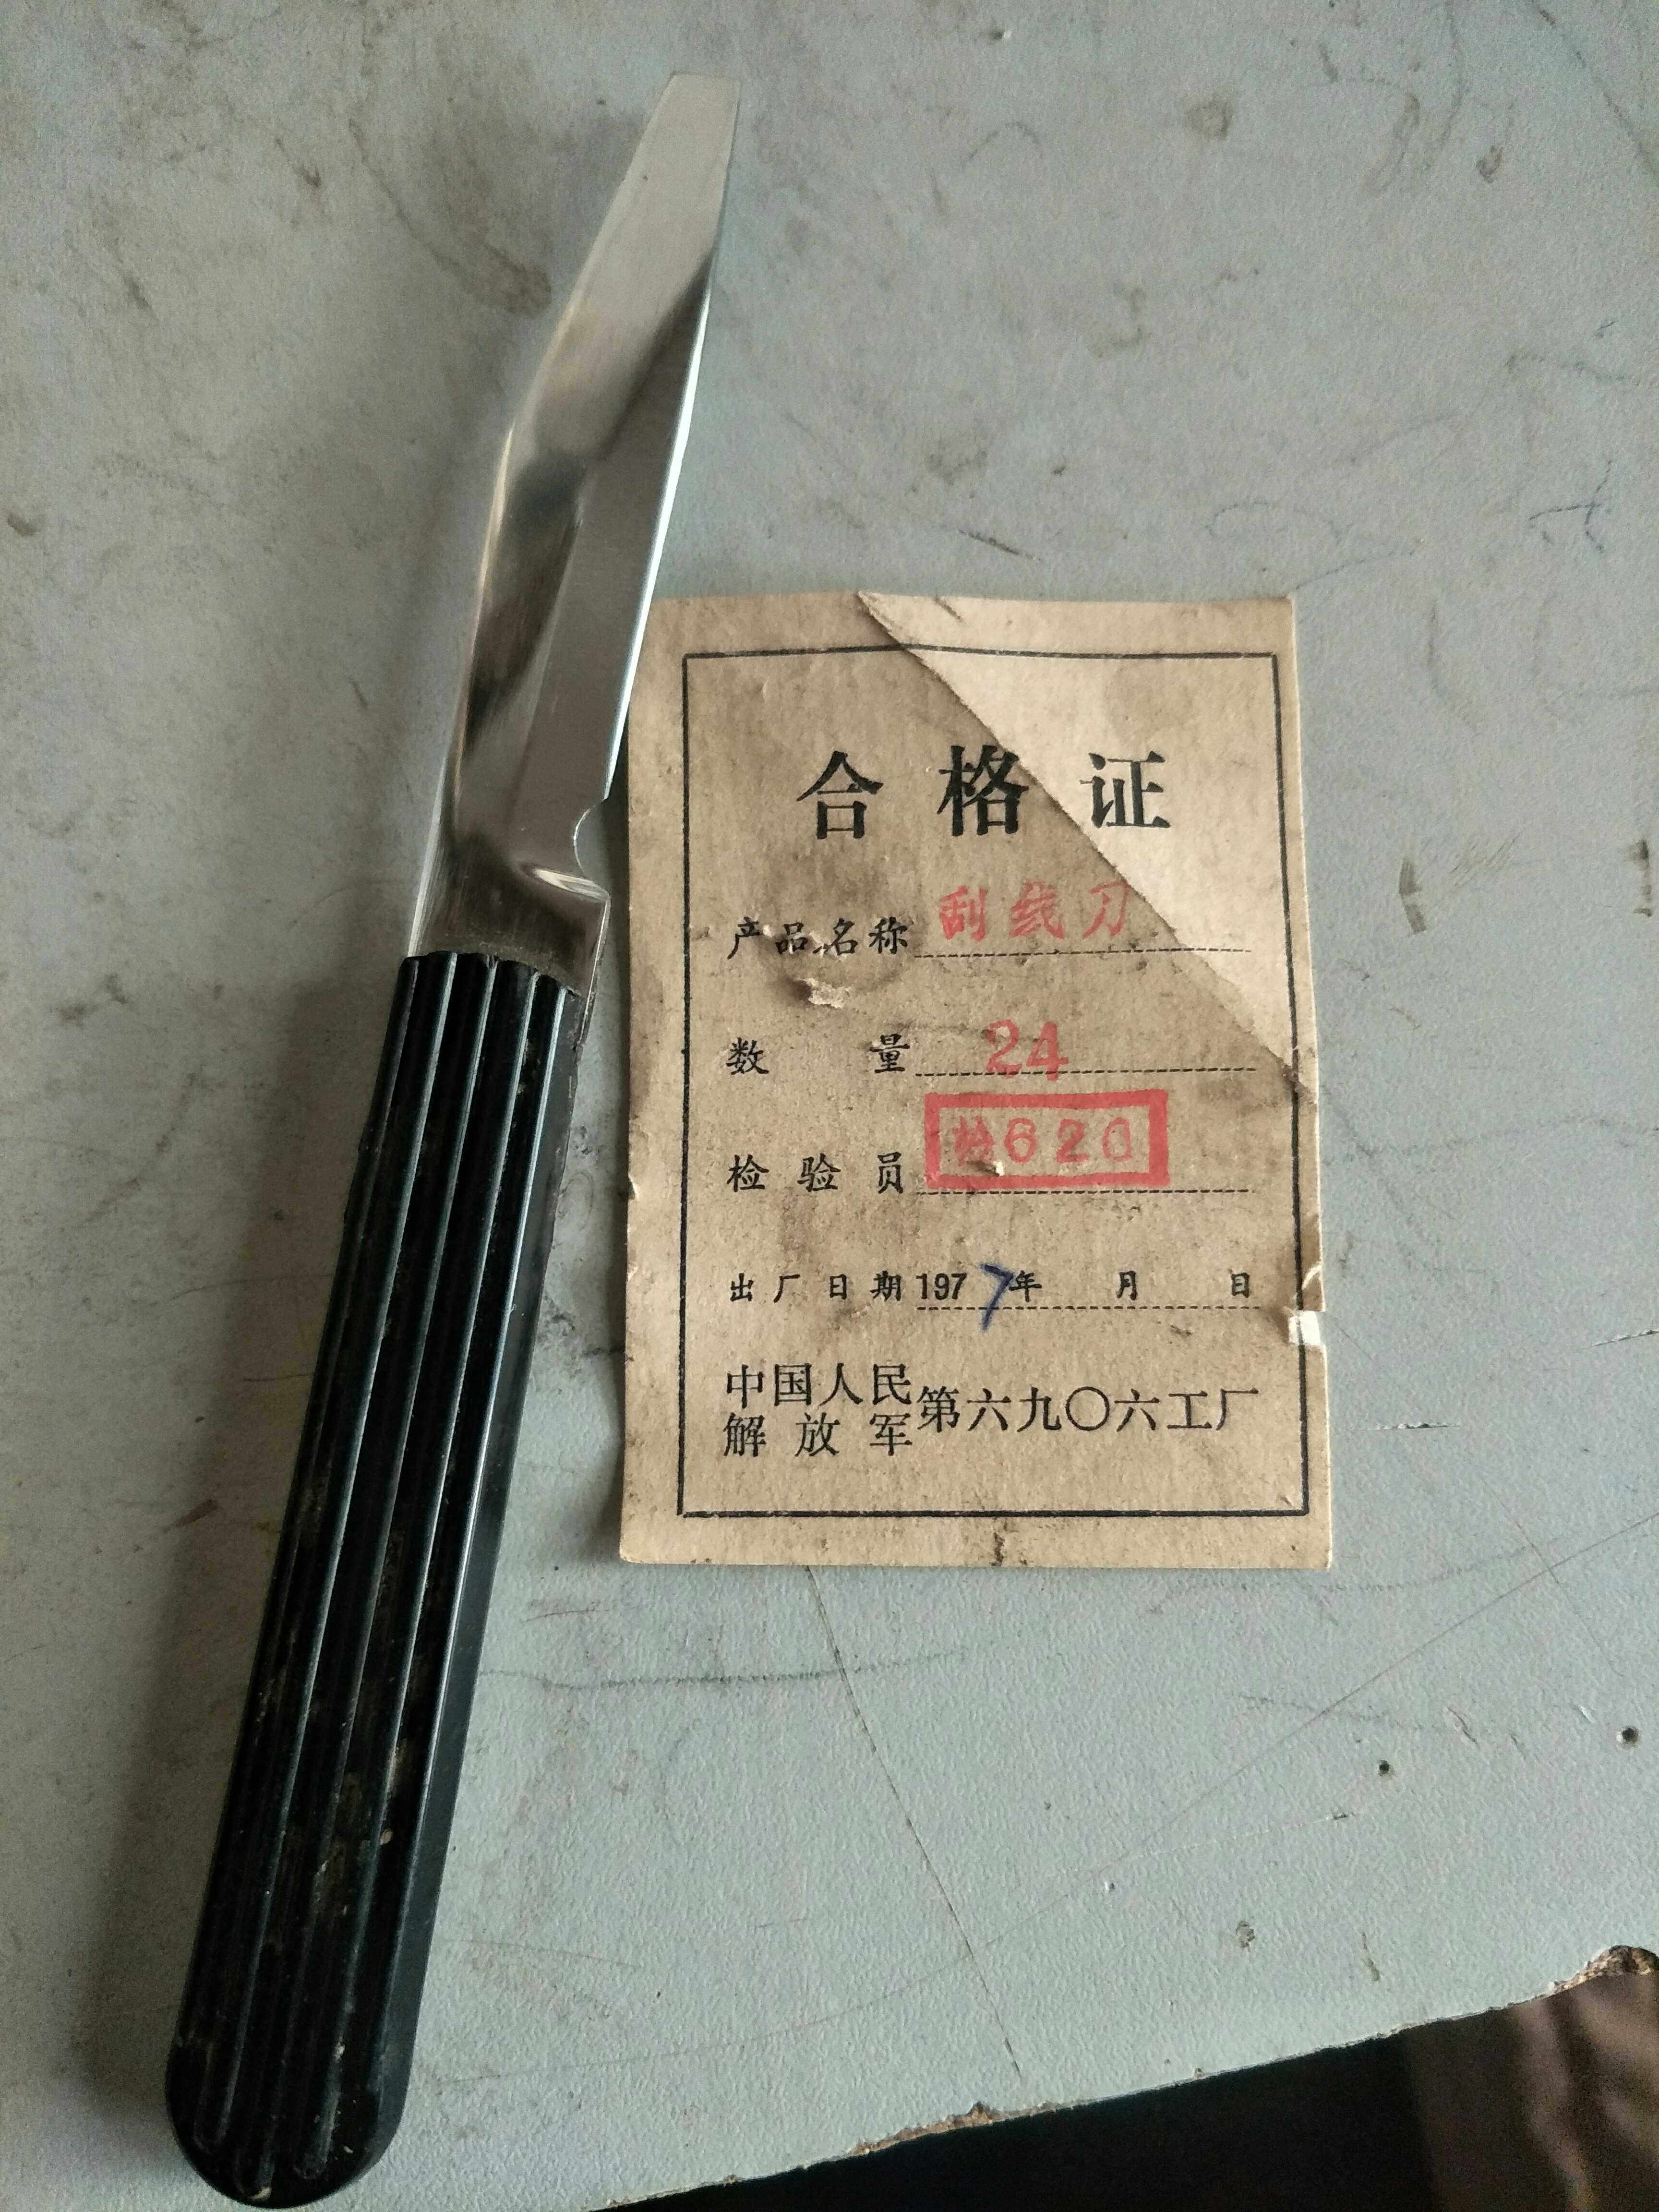 合格证
产品名称 刮线刀
数量 24
检验员 检620
出厂日期 1977年 月 日
中国人民
解放军 第六九〇六工厂